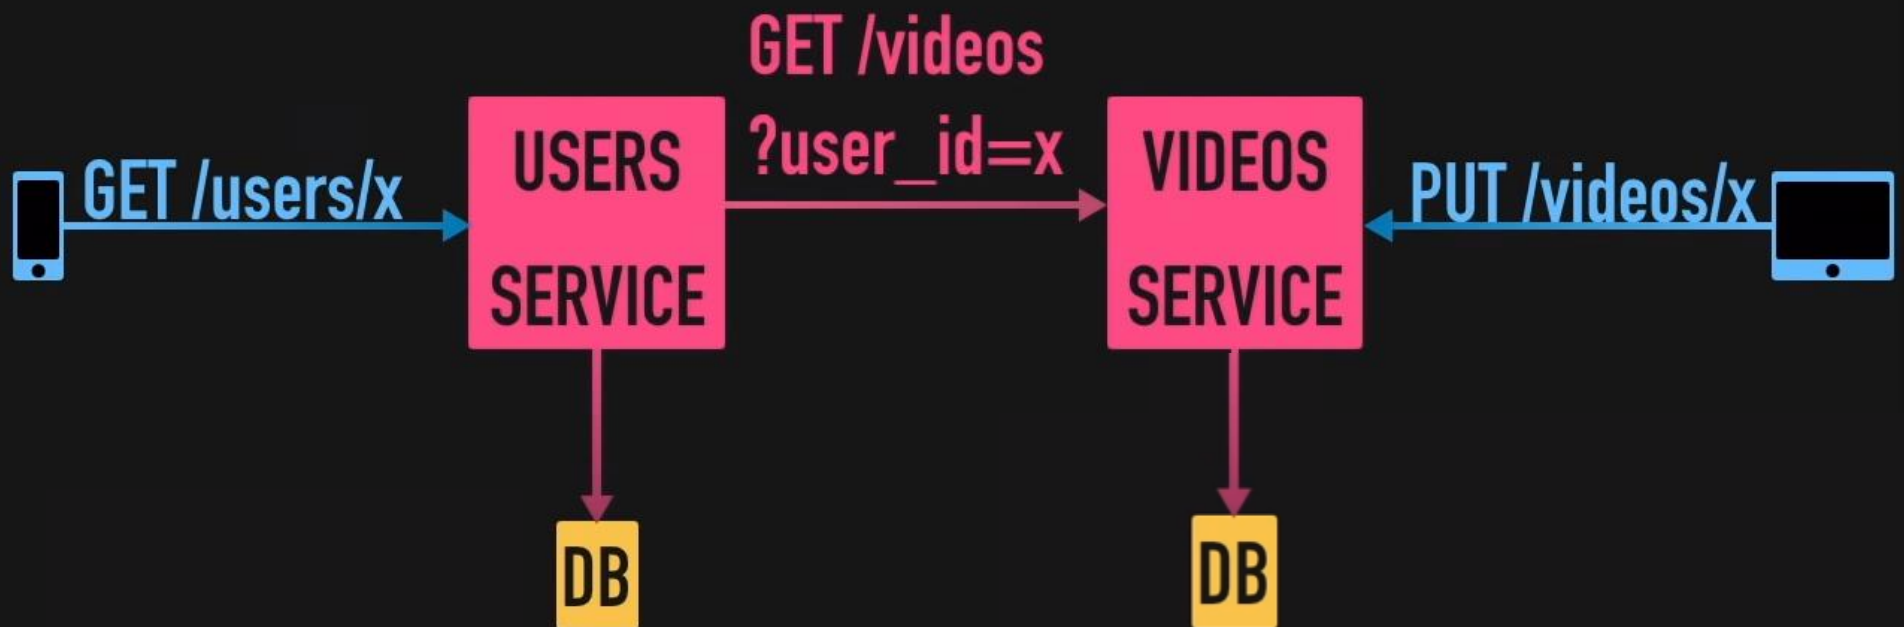 GET /videos
?user_id=x
GET /users/x
USERS
SERVICE
VIDEOS
SERVICE
PUT /videos/x
DB
DB